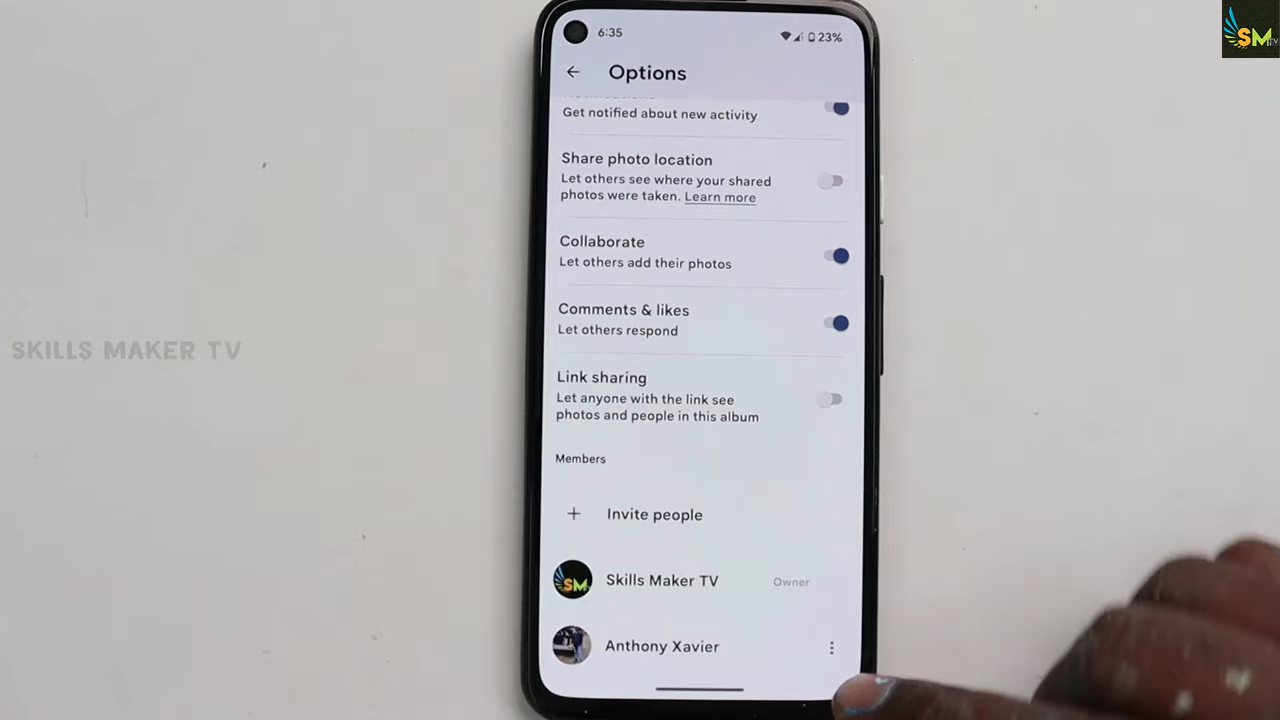 SM TV
6:35
23%
Options
Get notified about new activity
Share photo location
Let others see where your shared
photos were taken. Learn more
Collaborate
Let others add their photos
Comments & likes
Let others respond
SKILLS MAKER TV
Link sharing
Let anyone with the link see
photos and people in this album
Members
+ Invite people
SM
Skills Maker TV
Owner
Anthony Xavier